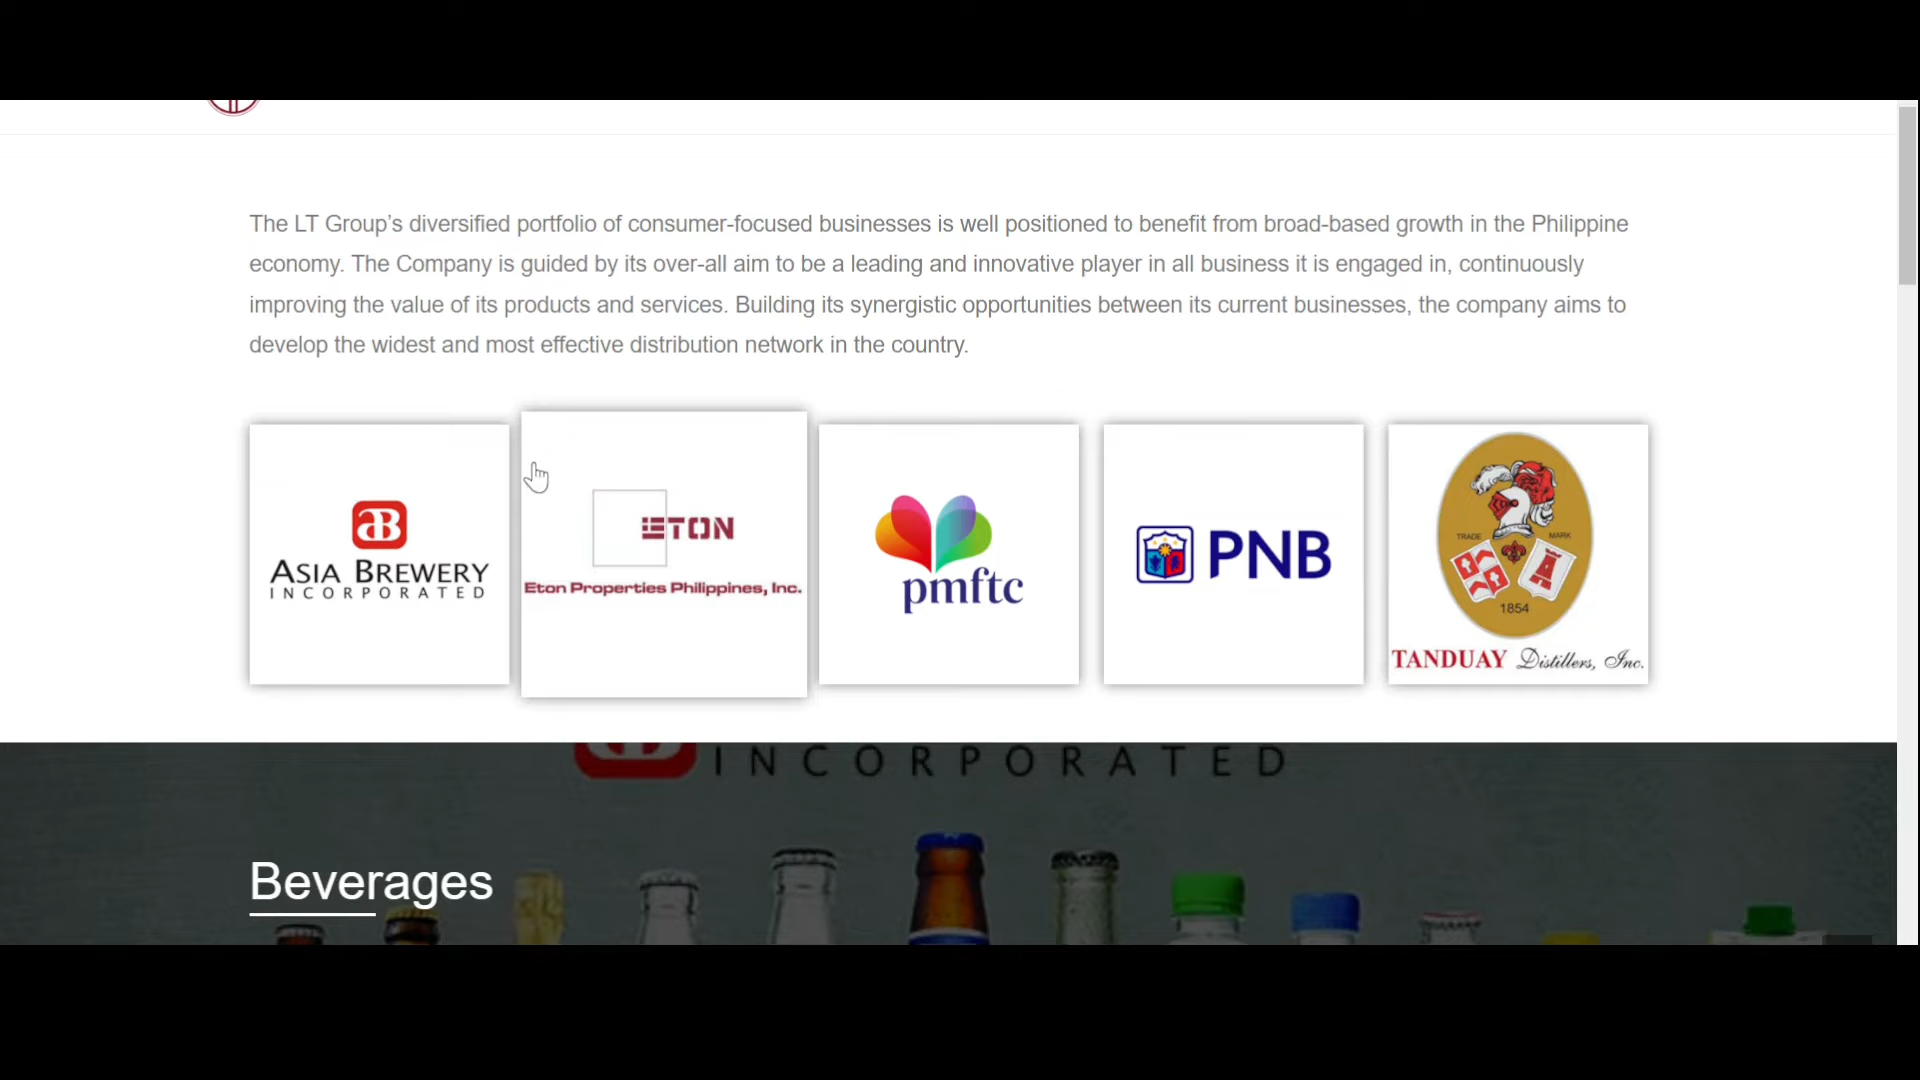 The LT Group’s diversified portfolio of consumer-focused businesses is well positioned to benefit from broad-based growth in the Philippine
economy. The Company is guided by its over-all aim to be a leading and innovative player in all business it is engaged in, continuously
improving the value of its products and services. Building its synergistic opportunities between its current businesses, the company aims to
develop the widest and most effective distribution network in the country.
aB
ASIA BREWERY
INCORPORATED
ETON
Eton Properties Philippines, Inc.
pmftc
PNB
TRADE MARK
1854
TANDUAY Distillers, Inc.
INCORPORATED
Beverages